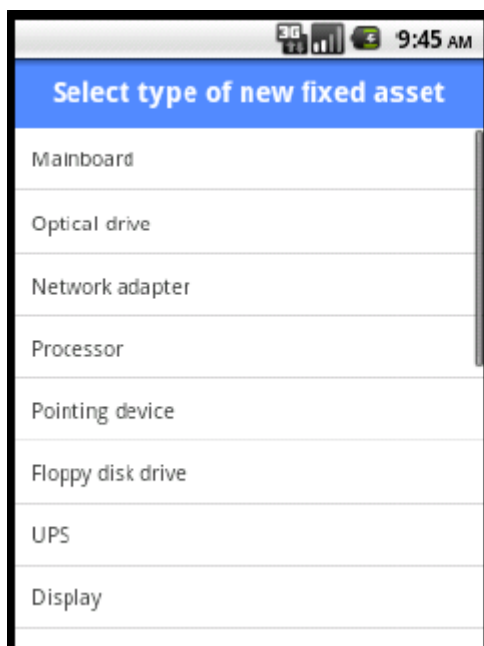 3G 9:45 AM
Select type of new fixed asset
Mainboard
Optical drive
Network adapter
Processor
Pointing device
Floppy disk drive
UPS
Display